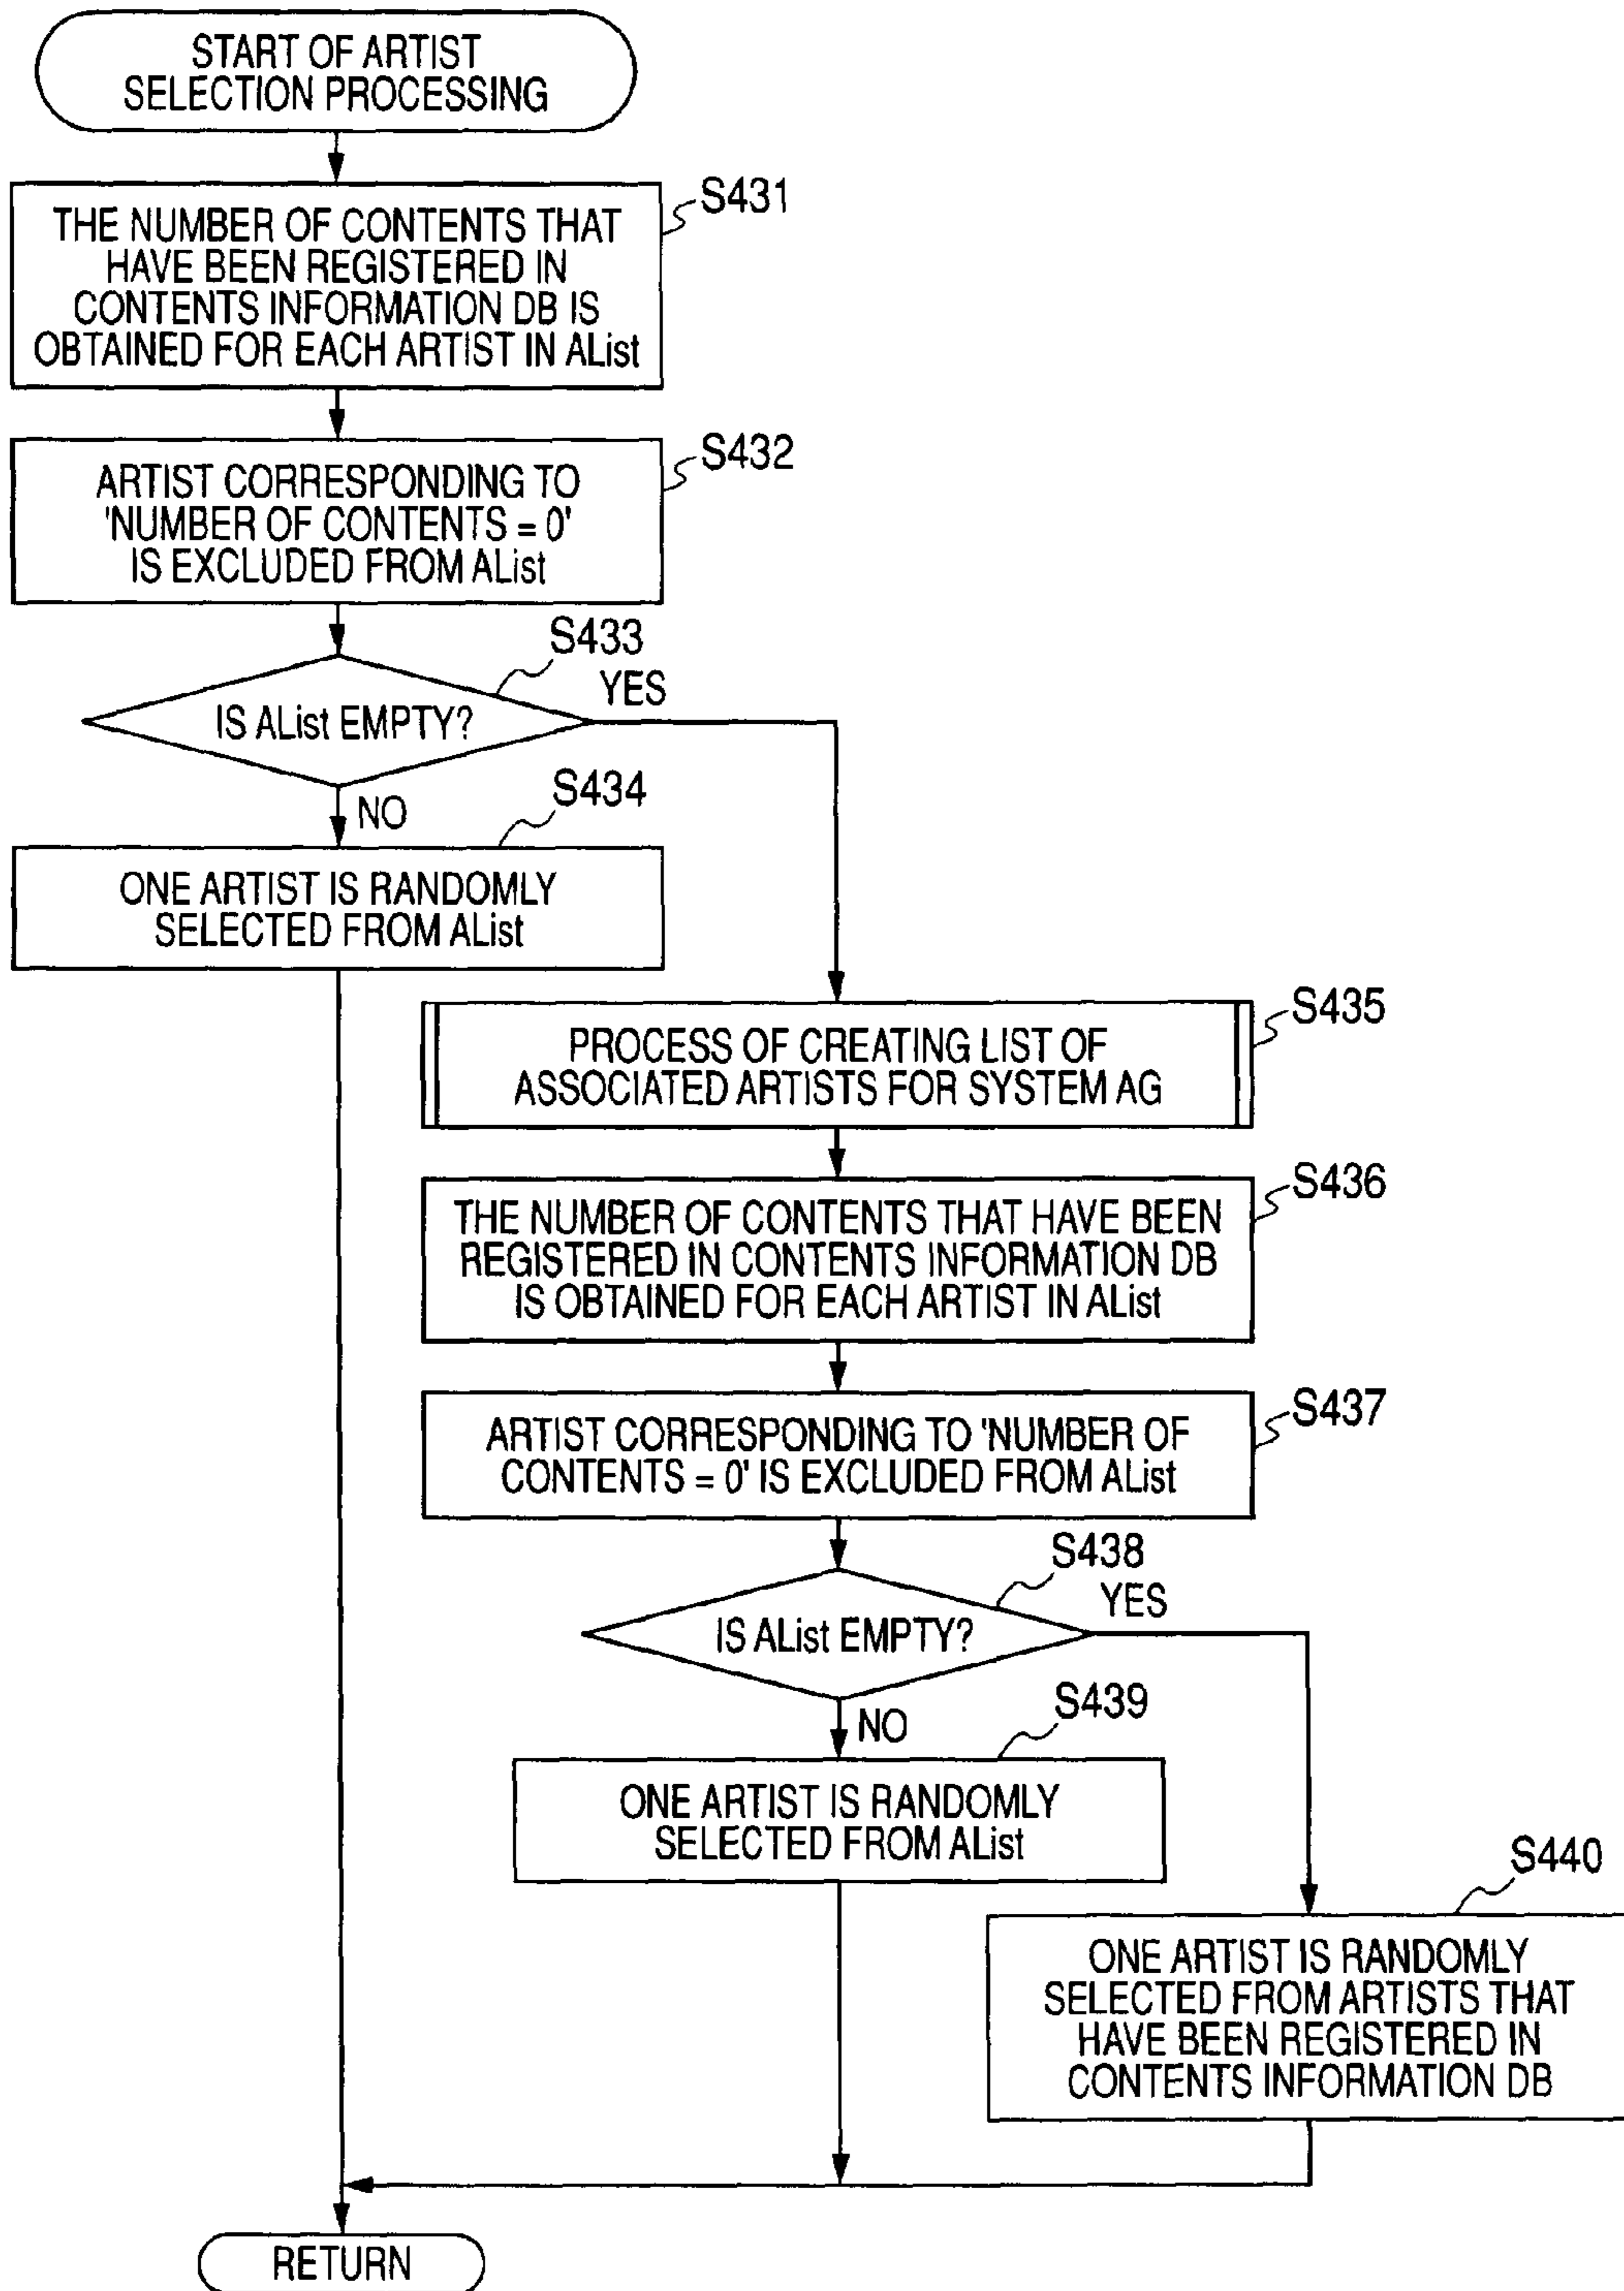 START OF ARTIST
SELECTION PROCESSING
S431
THE NUMBER OF CONTENTS THAT
HAVE BEEN REGISTERED IN
CONTENTS INFORMATION DB IS
OBTAINED FOR EACH ARTIST IN AList
S432
ARTIST CORRESPONDING TO
'NUMBER OF CONTENTS = 0'
IS EXCLUDED FROM AList
S433
YES
IS AList EMPTY?
NO
S434
ONE ARTIST IS RANDOMLY
SELECTED FROM AList
S435
PROCESS OF CREATING LIST OF
ASSOCIATED ARTISTS FOR SYSTEM AG
S436
THE NUMBER OF CONTENTS THAT HAVE BEEN
REGISTERED IN CONTENTS INFORMATION DB
IS OBTAINED FOR EACH ARTIST IN AList
S437
ARTIST CORRESPONDING TO 'NUMBER OF
CONTENTS = 0' IS EXCLUDED FROM AList
S438
YES
IS AList EMPTY?
NO
S439
ONE ARTIST IS RANDOMLY
SELECTED FROM AList
S440
ONE ARTIST IS RANDOMLY
SELECTED FROM ARTISTS THAT
HAVE BEEN REGISTERED IN
CONTENTS INFORMATION DB
RETURN